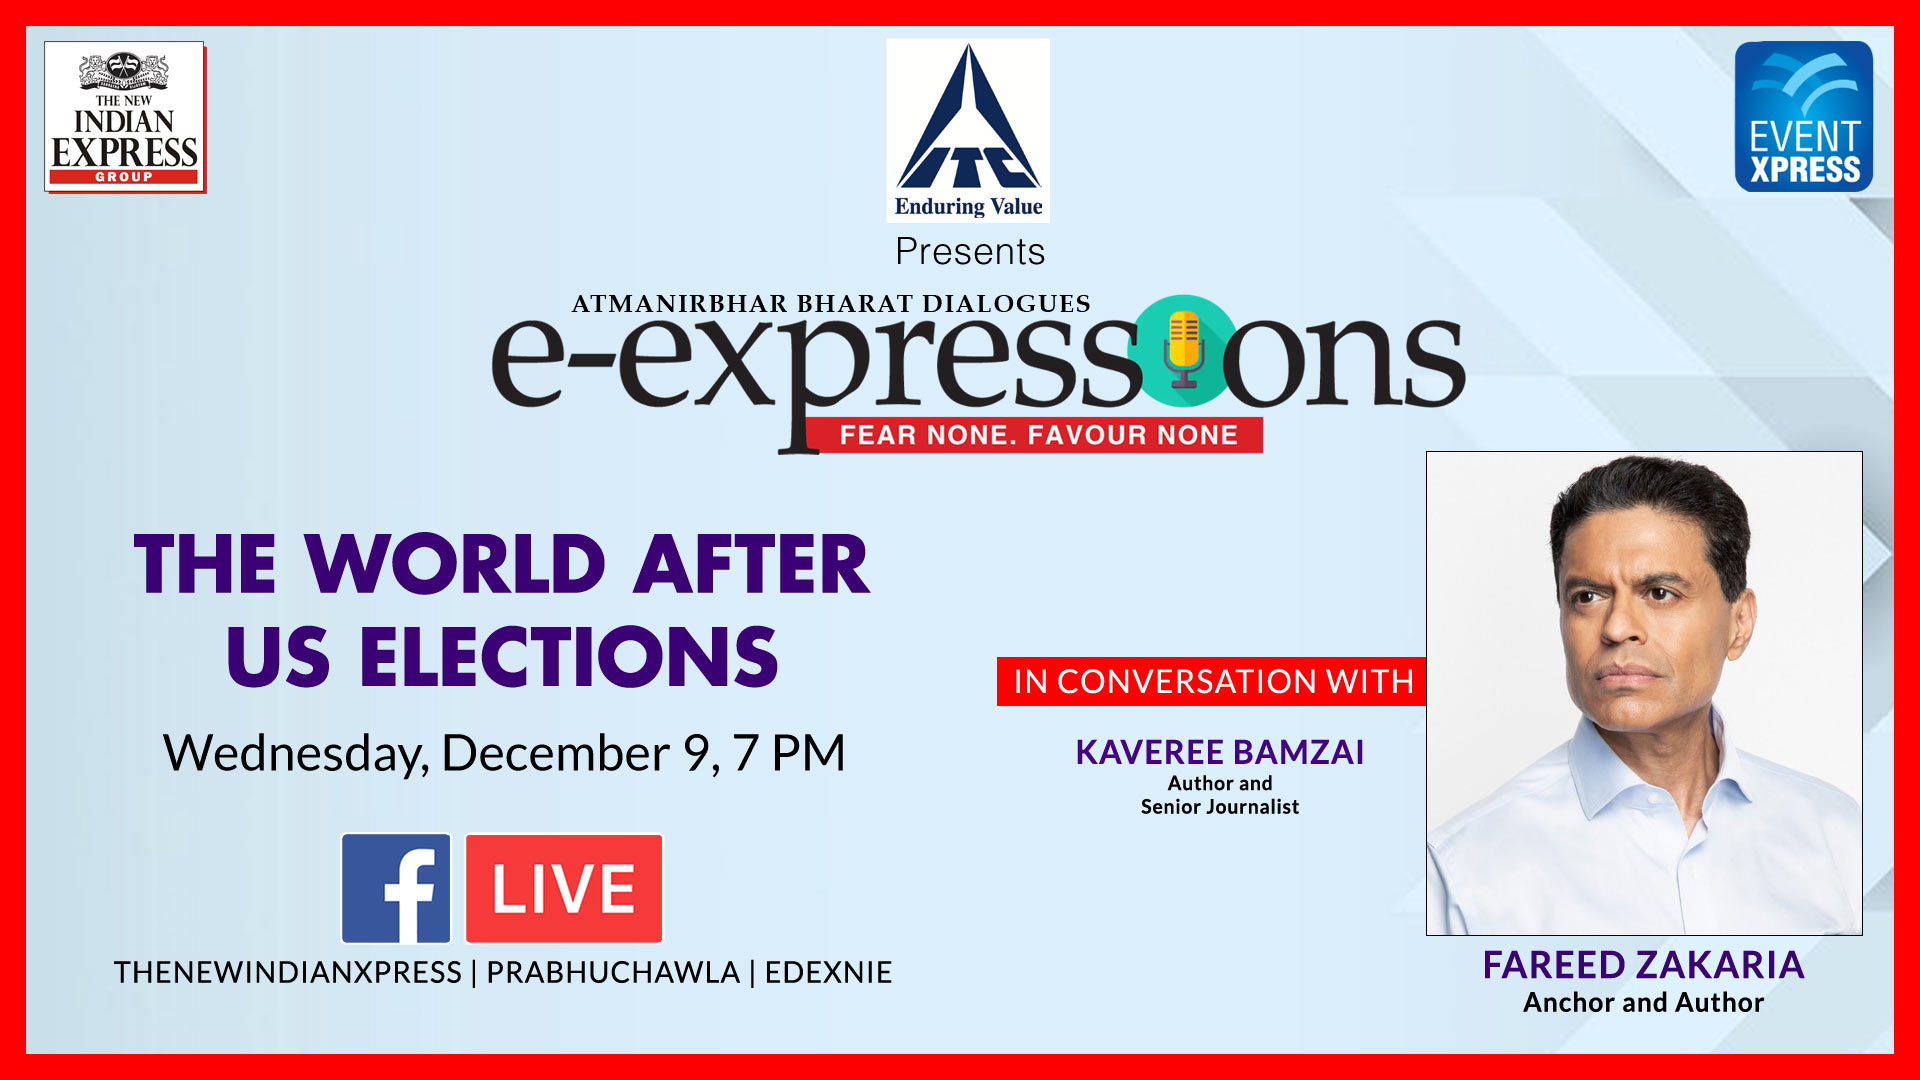 THE NEW
INDIAN
EXPRESS
GROUP
ITC
Enduring Value
Presents
EVENT
XPRESS
ATMANIRBHAR BHARAT DIALOGUES
e-expressions
FEAR NONE. FAVOUR NONE
THE WORLD AFTER
US ELECTIONS
Wednesday, December 9, 7 PM
f LIVE
THENEWINDIANXPRESS | PRABHUCHAWLA | EDEXNIE
IN CONVERSATION WITH
KAVEREE BAMZAI
Author and
Senior Journalist
FAREED ZAKARIA
Anchor and Author